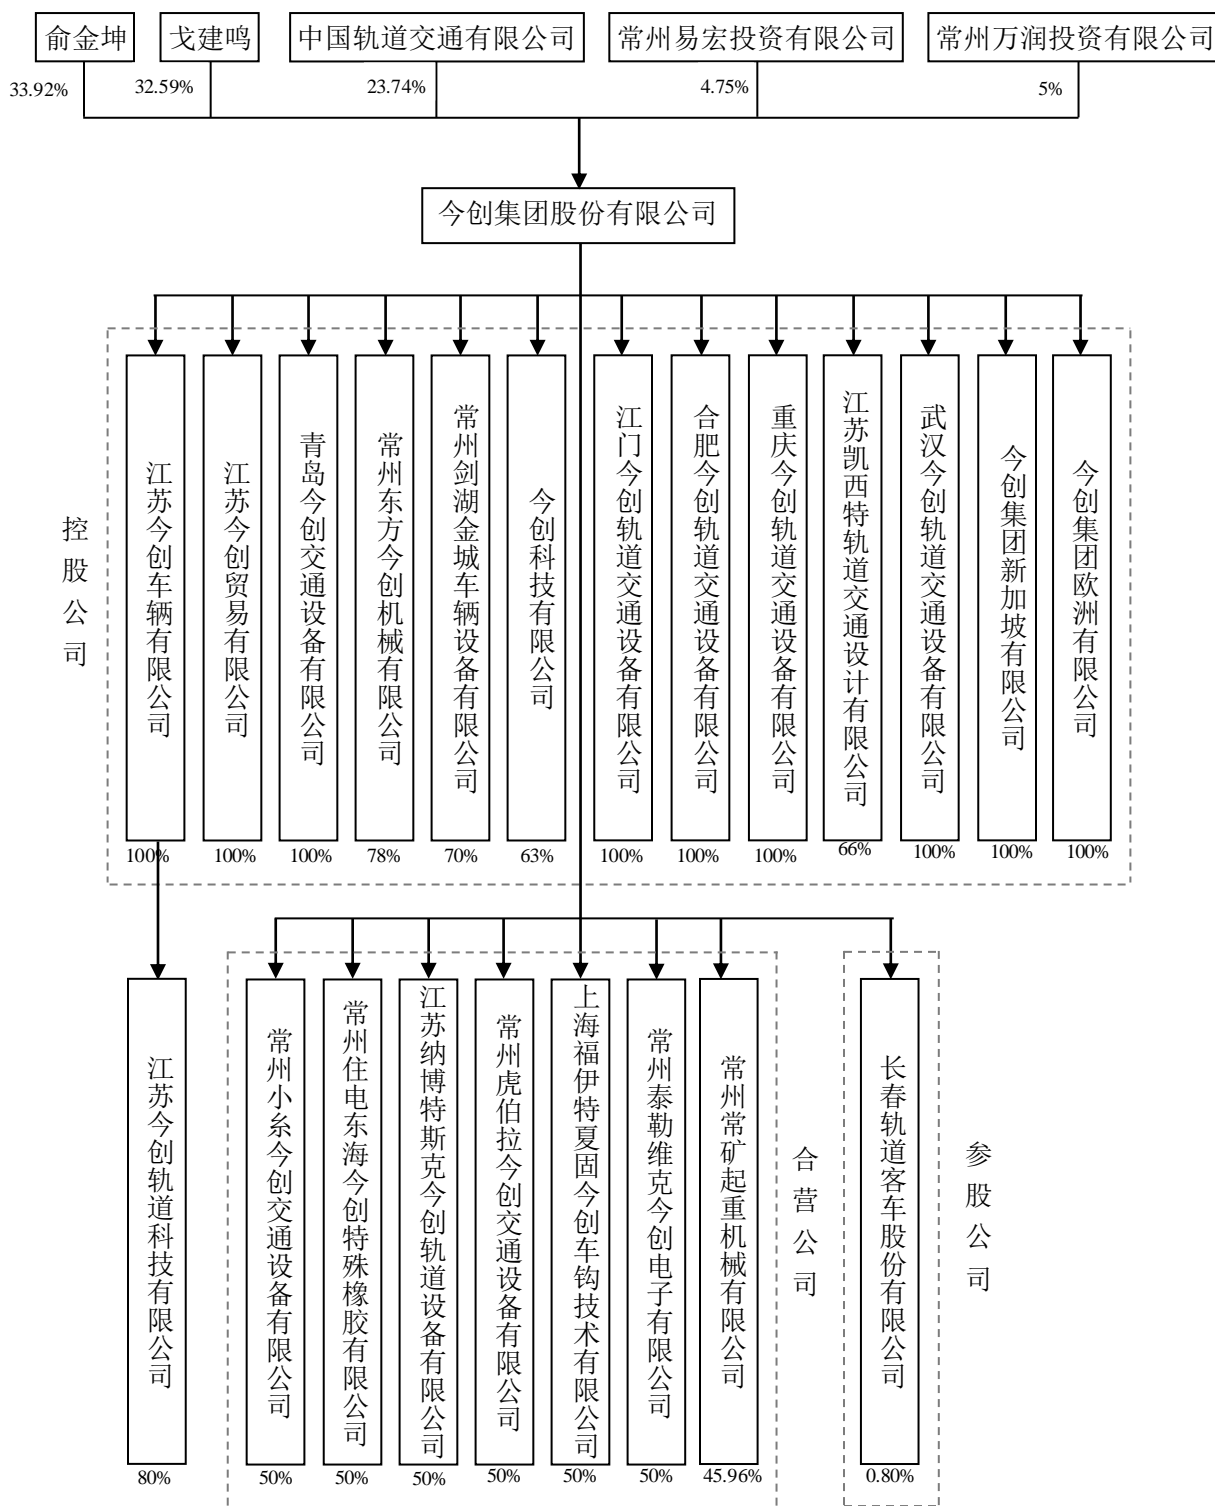 俞金坤
戈建鸣
中国轨道交通有限公司
常州易宏投资有限公司
常州万润投资有限公司
33.92%
32.59%
23.74%
4.75%
5%
今创集团股份有限公司
控股公司
江苏今创车辆有限公司
江苏今创贸易有限公司
青岛今创交通设备有限公司
常州东方今创机械有限公司
常州剑湖金城车辆设备有限公司
今创科技有限公司
江门今创轨道交通设备有限公司
合肥今创轨道交通设备有限公司
重庆今创轨道交通设备有限公司
江苏凯西特轨道交通设计有限公司
武汉今创轨道交通设备有限公司
今创集团新加坡有限公司
今创集团欧洲有限公司
100%
100%
100%
78%
70%
63%
100%
100%
100%
66%
100%
100%
100%
江苏今创轨道科技有限公司
常州小糸今创交通设备有限公司
常州住电东海今创特殊橡胶有限公司
江苏纳博特斯克今创轨道设备有限公司
常州虎伯拉今创交通设备有限公司
上海福伊特夏固今创车钩技术有限公司
常州泰勒维克今创电子有限公司
常州常矿起重机械有限公司
合营公司
长春轨道客车股份有限公司
参股公司
80%
50%
50%
50%
50%
50%
50%
45.96%
0.80%